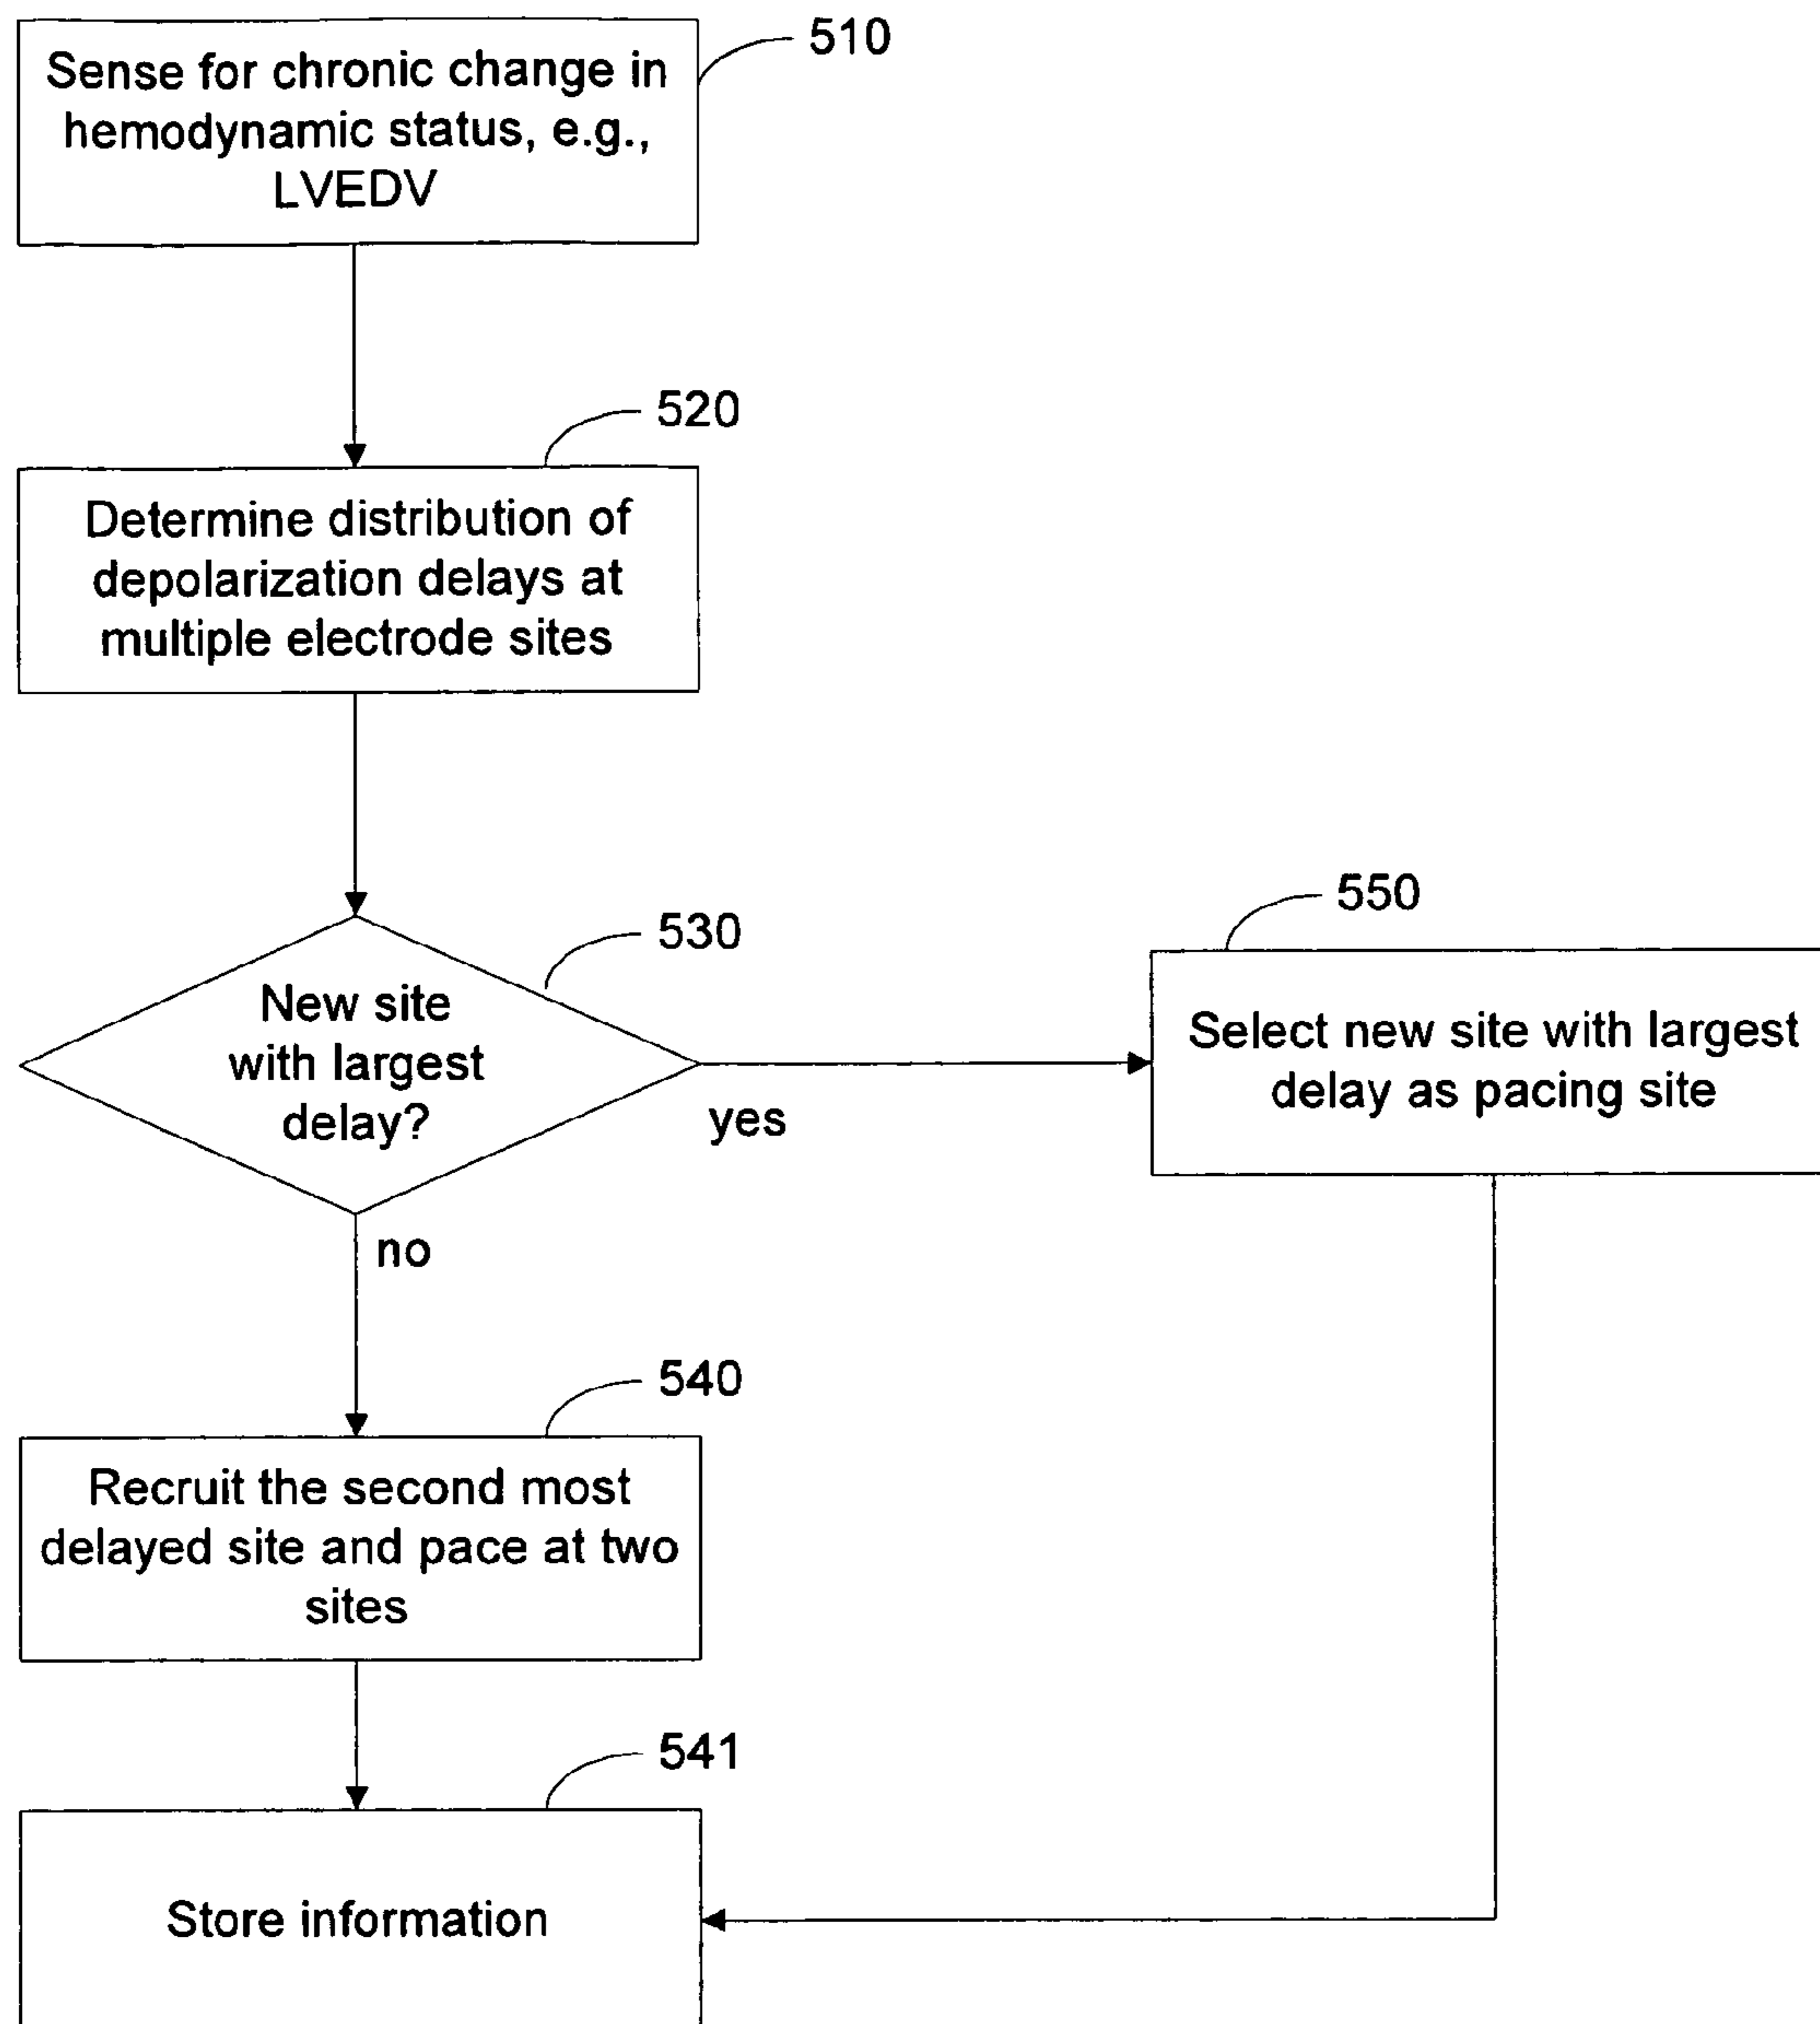 510
Sense for chronic change in
hemodynamic status, e.g.,
LVEDV
520
Determine distribution of
depolarization delays at
multiple electrode sites
530
New site
with largest
delay?
yes
no
550
Select new site with largest
delay as pacing site
540
Recruit the second most
delayed site and pace at two
sites
541
Store information